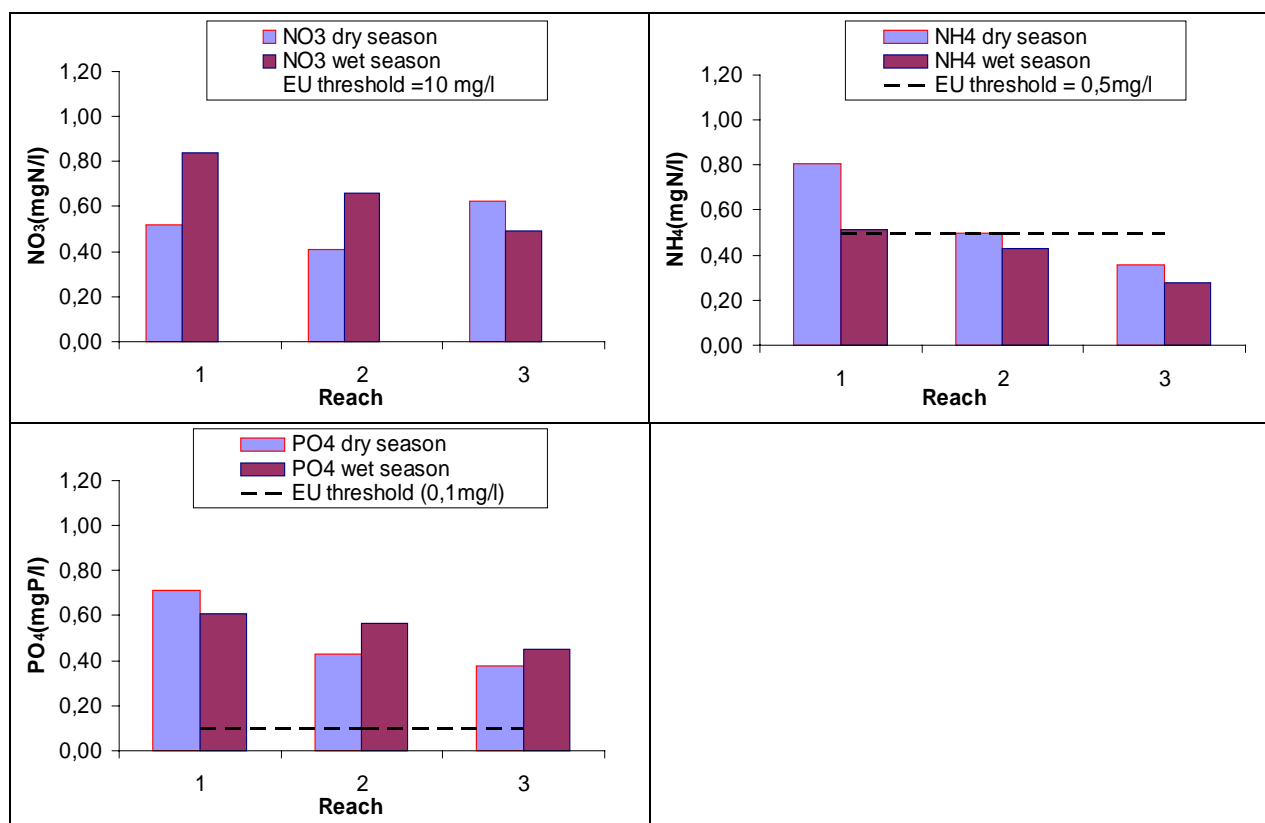 NO3 dry season
NO3 wet season
EU threshold =10 mg/l
1,20
1,00
0,80
0,60
0,40
0,20
0,00
NO3(mgN/l)
1 2 3
Reach
NH4 dry season
NH4 wet season
EU threshold = 0,5mg/l
1,20
1,00
0,80
0,60
0,40
0,20
0,00
NH4(mgN/l)
1 2 3
Reach
PO4 dry season
PO4 wet season
EU threshold (0,1mg/l)
1,20
1,00
0,80
0,60
0,40
0,20
0,00
PO4(mgP/l)
1 2 3
Reach